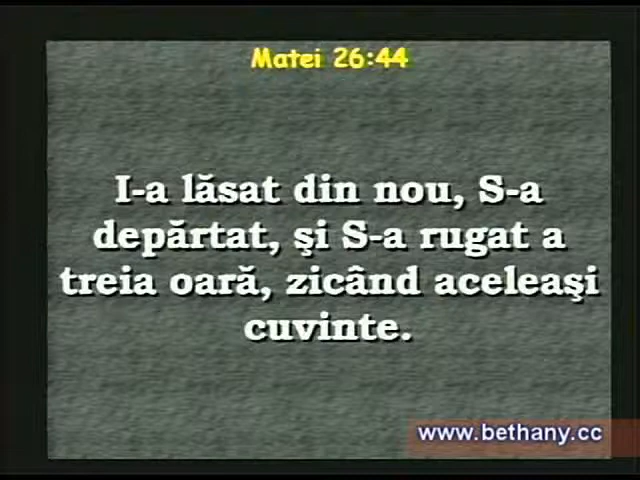 Matei 26:44
I-a lăsat din nou, S-a
depărtat, şi S-a rugat a
treia oară, zicând aceleaşi
cuvinte.
www.bethany.cc